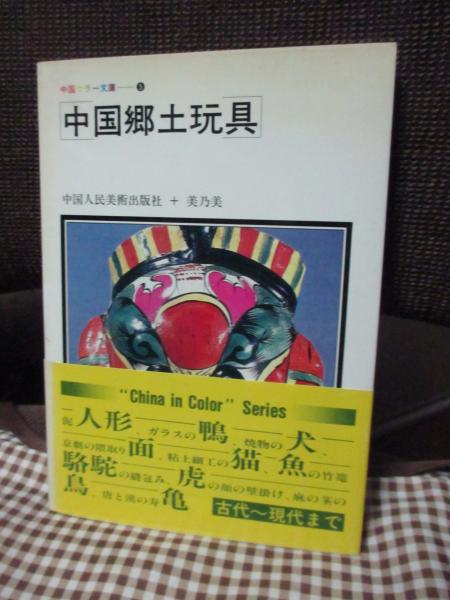 中国カラー文庫——3
中国郷土玩具
中国人民美術出版社 + 美乃美
"China in Color" Series
泥人形、ガラスの鴨、焼物の犬、
京劇の隈取り面、粘土細工の猫、魚の竹籠
駱駝の礎包み、虎の顔の壁掛け、麻の茎の
鳥、唐と漢の寿亀
古代〜現代まで